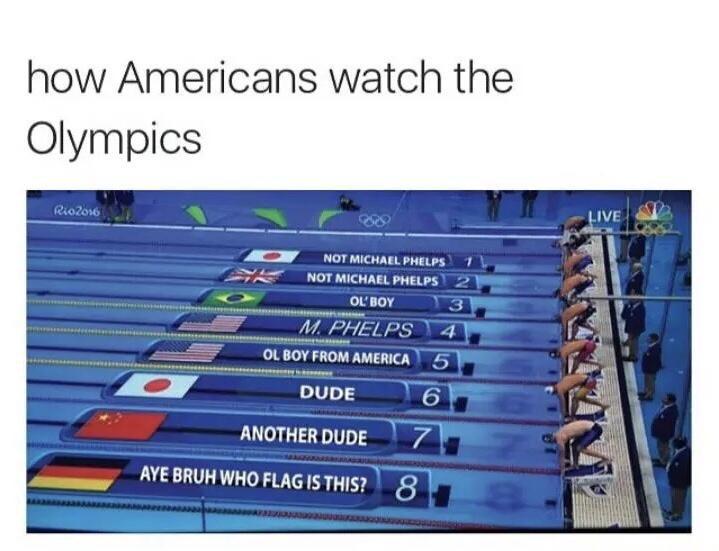 how Americans watch the
Olympics
Rio2016
LIVE
NOT MICHAEL PHELPS 1
NOT MICHAEL PHELPS 2
OL' BOY 3
M. PHELPS 4
OL BOY FROM AMERICA 5
DUDE 6
ANOTHER DUDE 7
AYE BRUH WHO FLAG IS THIS? 8